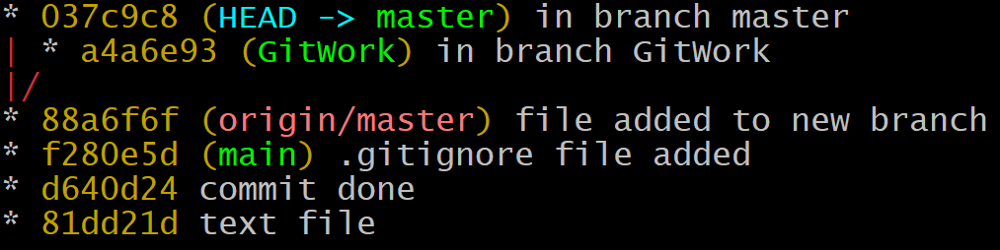 * 037c9c8 (HEAD -> master) in branch master
| * a4a6e93 (GitWork) in branch GitWork
|/
* 88a6f6f (origin/master) file added to new branch
* f280e5d (main) .gitignore file added
* d640d24 commit done
* 81dd21d text file